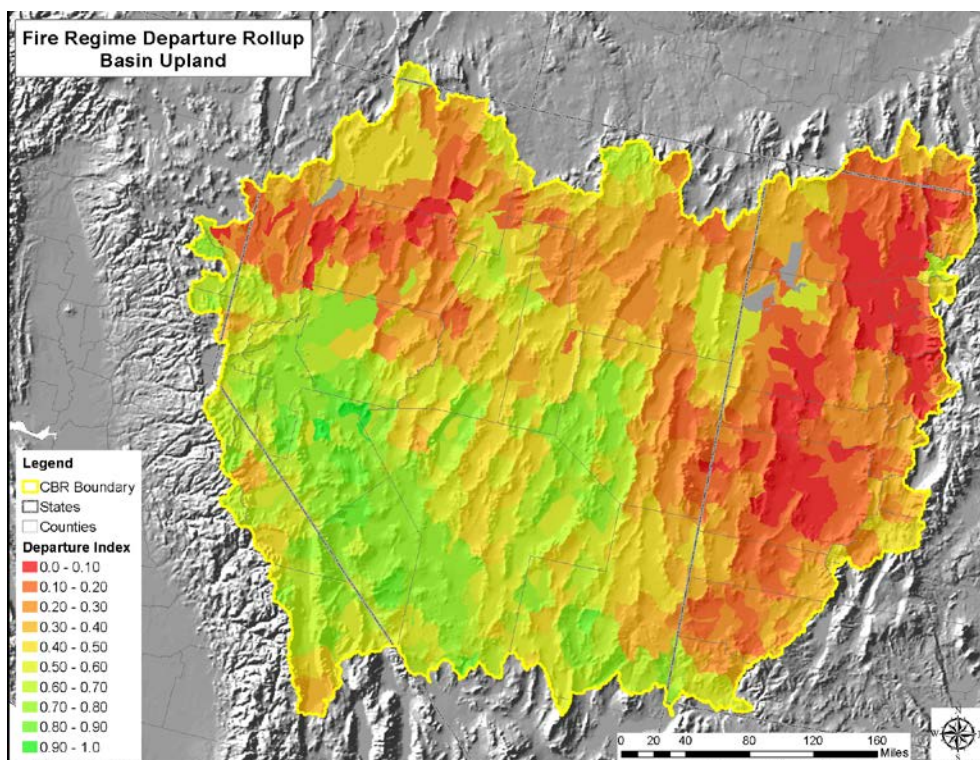 Fire Regime Departure Rollup
Basin Upland
Legend
CBR Boundary
States
Counties
Departure Index
0.0 - 0.10
0.10 - 0.20
0.20 - 0.30
0.30 - 0.40
0.40 - 0.50
0.50 - 0.60
0.60 - 0.70
0.70 - 0.80
0.80 - 0.90
0.90 - 1.0
N
W
E
S
0 20 40 80 120 160
Miles